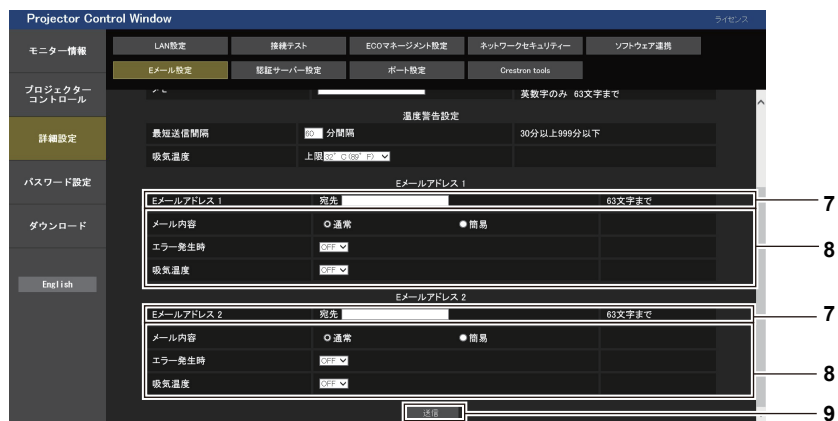 Projector Control Window ライセンス
モニター情報
プロジェクター
コントロール
詳細設定
パスワード設定
ダウンロード
English
LAN設定 接続テスト ECOマネージメント設定 ネットワークセキュリティー ソフトウェア連携
Eメール設定 認証サーバー設定 ポート設定 Crestron tools
メモ 英数字のみ 63文字まで
温度警告設定
最短送信間隔 60 分間隔 30分以上999分以下
吸気温度 上限 32°C(89°F)
Eメールアドレス 1
Eメールアドレス 1 宛先 63文字まで 7
メール内容 通常 簡易
エラー発生時 OFF 8
吸気温度 OFF
Eメールアドレス 2
Eメールアドレス 2 宛先 63文字まで 7
メール内容 通常 簡易
エラー発生時 OFF 8
吸気温度 OFF
送信 9